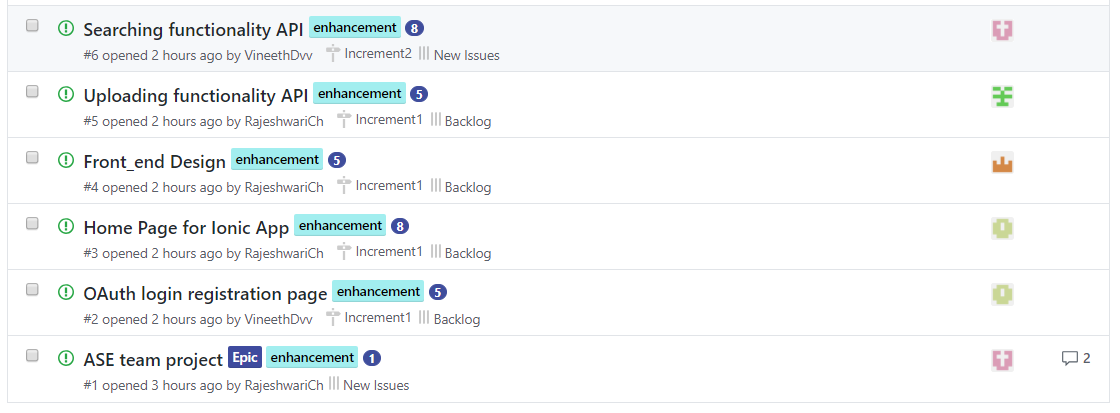 Searching functionality API enhancement 8
#6 opened 2 hours ago by VineethDvv Increment2 New Issues
Uploading functionality API enhancement 5
#5 opened 2 hours ago by RajeshwariCh Increment1 Backlog
Front_end Design enhancement 5
#4 opened 2 hours ago by RajeshwariCh Increment1 Backlog
Home Page for Ionic App enhancement 8
#3 opened 2 hours ago by RajeshwariCh Increment1 Backlog
OAuth login registration page enhancement 5
#2 opened 2 hours ago by VineethDvv Increment1 Backlog
ASE team project Epic enhancement 1 2
#1 opened 3 hours ago by RajeshwariCh New Issues